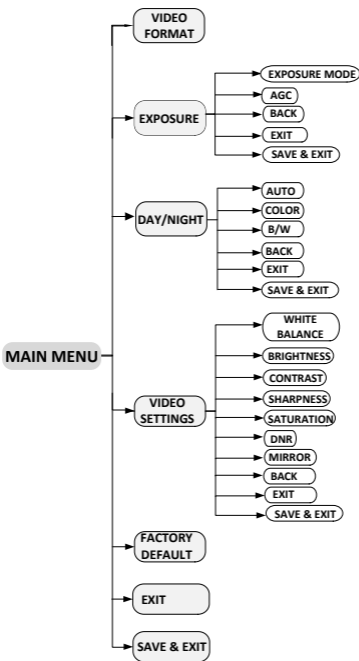 MAIN MENU
VIDEO
FORMAT
EXPOSURE
EXPOSURE MODE
AGC
BACK
EXIT
SAVE & EXIT
DAY/NIGHT
AUTO
COLOR
B/W
BACK
EXIT
SAVE & EXIT
VIDEO
SETTINGS
WHITE
BALANCE
BRIGHTNESS
CONTRAST
SHARPNESS
SATURATION
DNR
MIRROR
BACK
EXIT
SAVE & EXIT
FACTORY
DEFAULT
EXIT
SAVE & EXIT